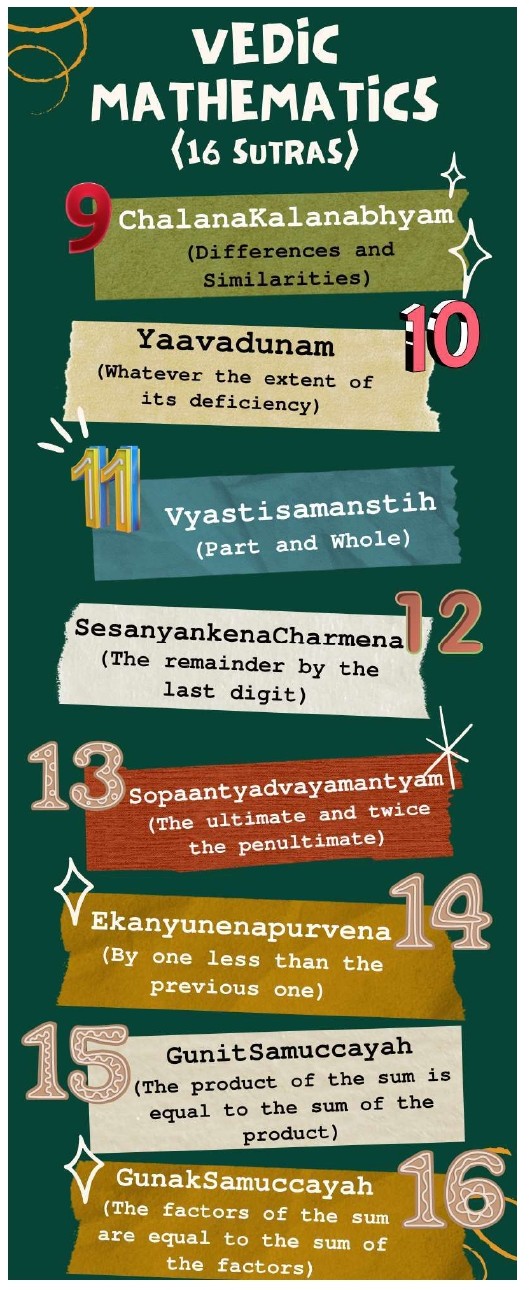 VEDIC
MATHEMATICS
(16 SUTRAS)
9
ChalanaKalanabhyam
(Differences and
Similarities)
10
Yaavadunam
(Whatever the extent of
its deficiency)
11
Vyastisamanstih
(Part and Whole)
12
SesanyankenaCharmena
(The remainder by the
last digit)
13
Sopaantyadvayamantyam
(The ultimate and twice
the penultimate)
14
Ekanyunenapurvena
(By one less than the
previous one)
15
GunitSamuccayah
(The product of the sum is
equal to the sum of the
product)
16
GunakSamuccayah
(The factors of the sum
are equal to the sum of
the factors)